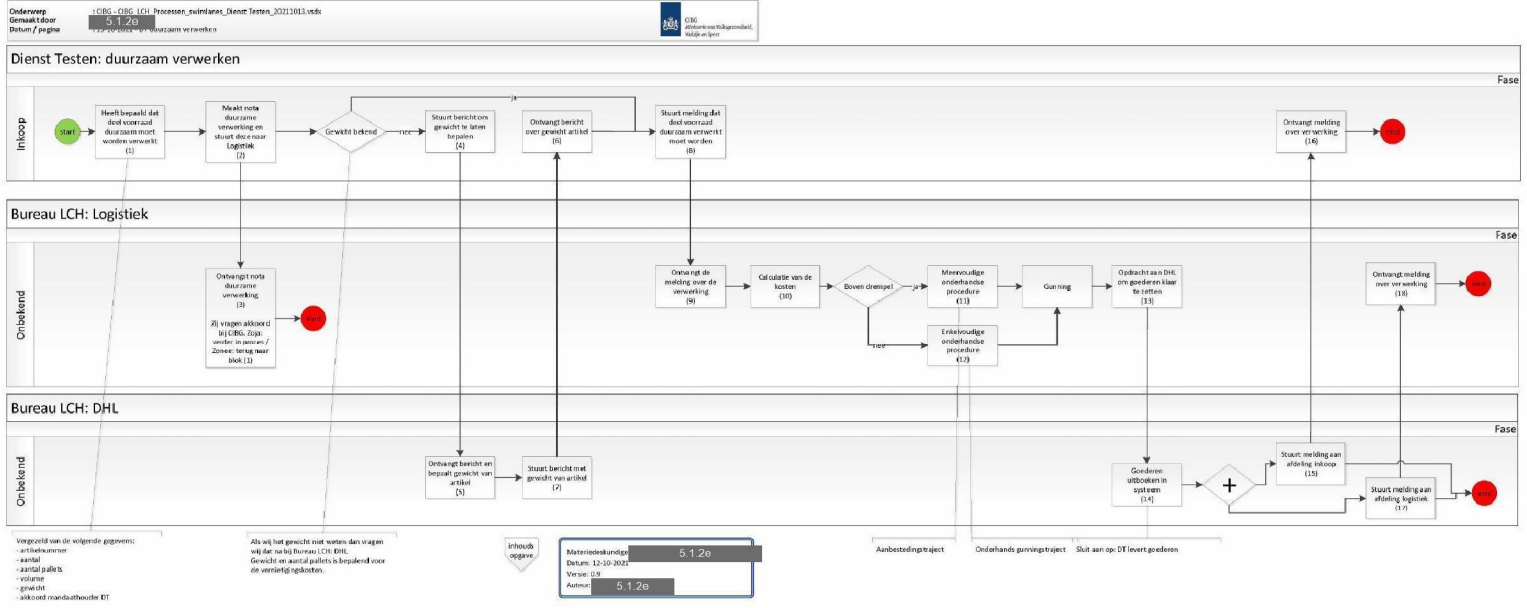 Onderwerp : CIBG - CIBG_LCH_Processen_swimlanes_Dienst Testen_20211013.vsdx
Gemaakt door 5.1.2e
Datum / pagina : 13-10-2021 - DT duurzaam verwerken
CIBG
Ministerie van Volksgezondheid,
Welzijn en Sport
Dienst Testen: duurzaam verwerken
Fase
Inkoop
start
Heeft bepaald dat
deel voorraad
duurzaam moet
worden verwerkt
(1)
Maakt nota
duurzame
verwerking en
stuurt deze naar
Logistiek
(2)
Gewicht bekend
ja
nee
Stuurt bericht om
gewicht te laten
bepalen
(4)
Ontvangt bericht
over gewicht artikel
(6)
Stuurt melding dat
deel voorraad
duurzaam verwerkt
moet worden
(8)
Ontvangt melding
over verwerking
(16)
eind
Bureau LCH: Logistiek
Fase
Onbekend
Ontvangst nota
duurzame
verwerking
(3)
Zij vragen akkoord
bij CIBG. Zoja:
verder in proces /
Zonee: terug naar
blok (1)
eind
Ontvangt de
melding over de
verwerking
(9)
Calculatie van de
kosten
(10)
Boven drempel
ja
nee
Meervoudige
onderhandse
procedure
(11)
Enkelvoudige
onderhandse
procedure
(12)
Gunning
Opdracht aan DHL
om goederen klaar
te zetten
(13)
Ontvangt melding
over verwerking
(18)
eind
Bureau LCH: DHL
Fase
Onbekend
Ontvangt bericht en
bepaalt gewicht van
artikel
(5)
Stuurt bericht met
gewicht van artikel
(7)
Goederen
uitboeken in
systeem
(14)
+
Stuurt melding aan
afdeling inkoop
(15)
Stuurt melding aan
afdeling logistiek
(17)
eind
Vergezeld van de volgende gegevens:
- artikelnummer
- aantal
- aantal pallets
- volume
- gewicht
- akkoord mandaathouder DT
Als wij het gewicht niet weten dan vragen
wij dat na bij Bureau LCH: DHL
Gewicht en aantal pallets is bepalend voor
de vernietigingskosten.
inhouds
opgave
Materiedeskundige 5.1.2e
Datum: 12-10-2021
Versie: 0.9
Auteur: 5.1.2e
Aanbestedingstraject
Onderhands gunningstraject
Sluit aan op: DT levert goederen